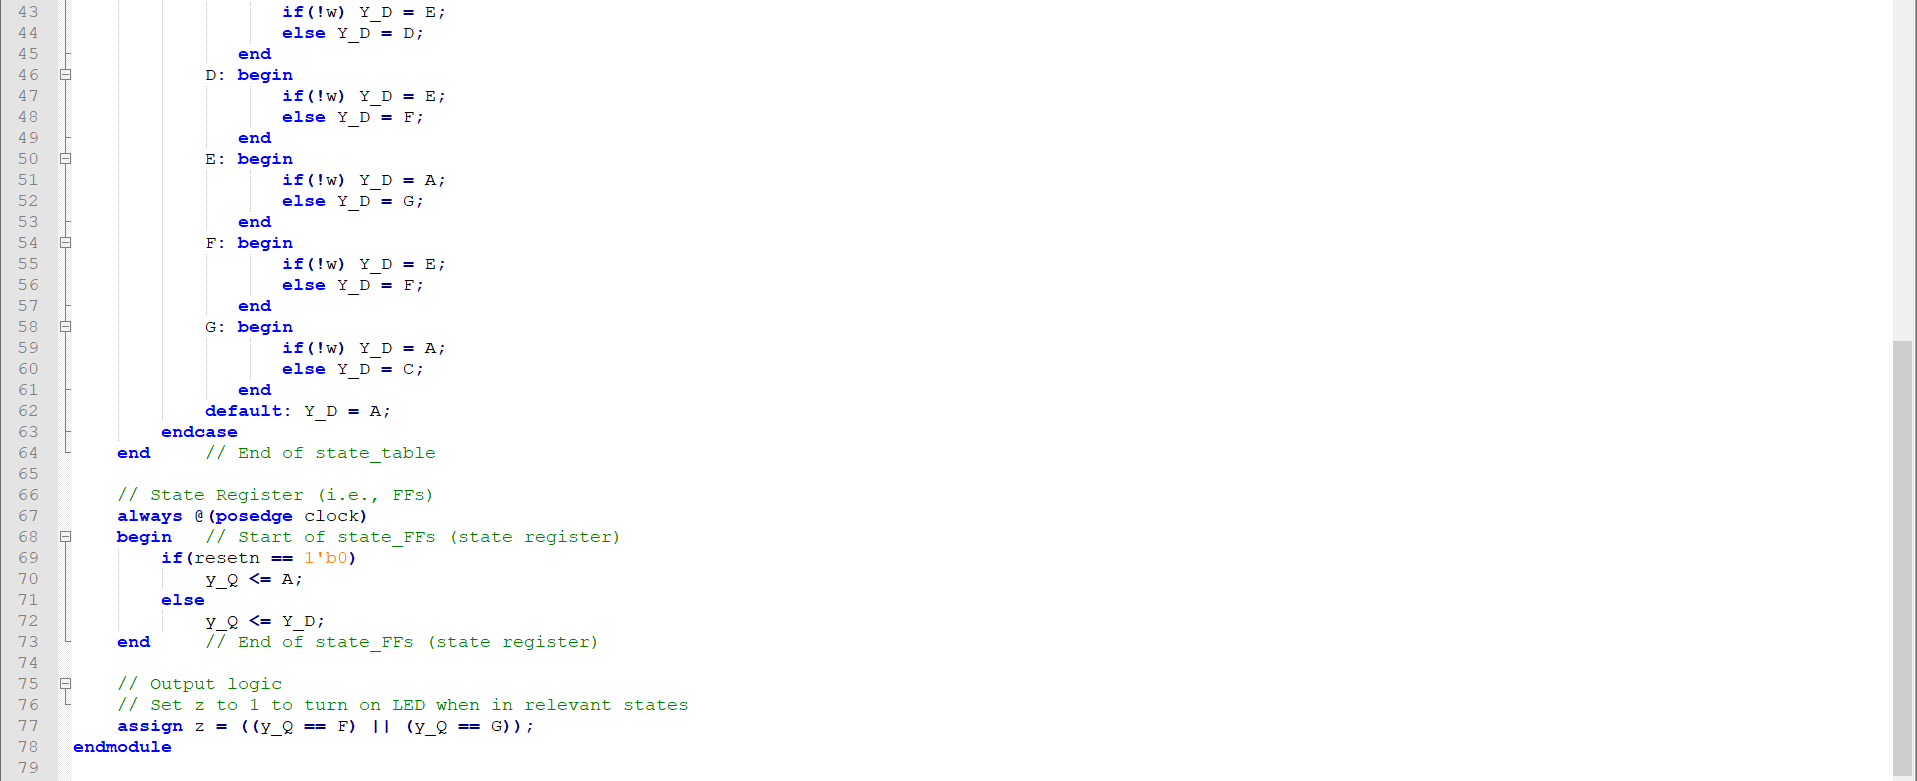 43 if(!w) Y_D = E;
44 else Y_D = D;
45 end
46 D: begin
47 if(!w) Y_D = E;
48 else Y_D = F;
49 end
50 E: begin
51 if(!w) Y_D = A;
52 else Y_D = G;
53 end
54 F: begin
55 if(!w) Y_D = E;
56 else Y_D = F;
57 end
58 G: begin
59 if(!w) Y_D = A;
60 else Y_D = C;
61 end
62 default: Y_D = A;
63 endcase
64 end // End of state_table
65
66 // State Register (i.e., FFs)
67 always @(posedge clock)
68 begin // Start of state_FFs (state register)
69 if(resetn == 1'b0)
70 y_Q <= A;
71 else
72 y_Q <= Y_D;
73 end // End of state_FFs (state register)
74
75 // Output logic
76 // Set z to 1 to turn on LED when in relevant states
77 assign z = ((y_Q == F) || (y_Q == G));
78 endmodule
79